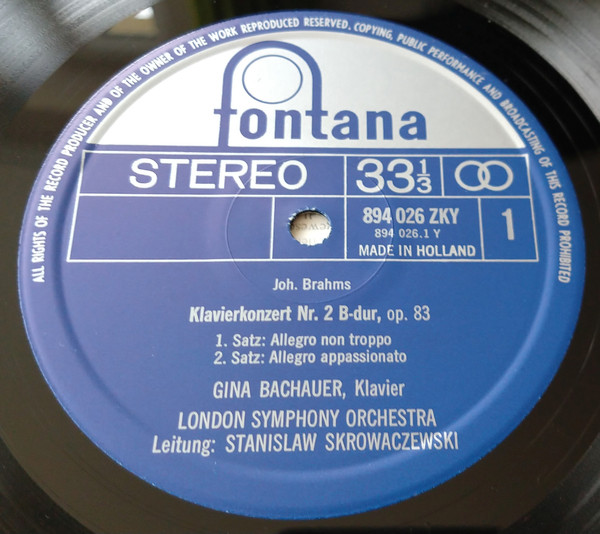 ALL RIGHTS OF THE RECORD PRODUCER AND OF THE OWNER OF THE WORK REPRODUCED RESERVED. COPYING, PUBLIC PERFORMANCE AND BROADCASTING OF THIS RECORD PROHIBITED
fontana
STEREO 33 1/3
894 026 ZKY 1
894 026.1 Y
MADE IN HOLLAND
Joh. Brahms
Klavierkonzert Nr. 2 B-dur, op. 83
1. Satz: Allegro non troppo
2. Satz: Allegro appassionato
GINA BACHAUER, Klavier
LONDON SYMPHONY ORCHESTRA
Leitung: STANISLAW SKROWACZEWSKI